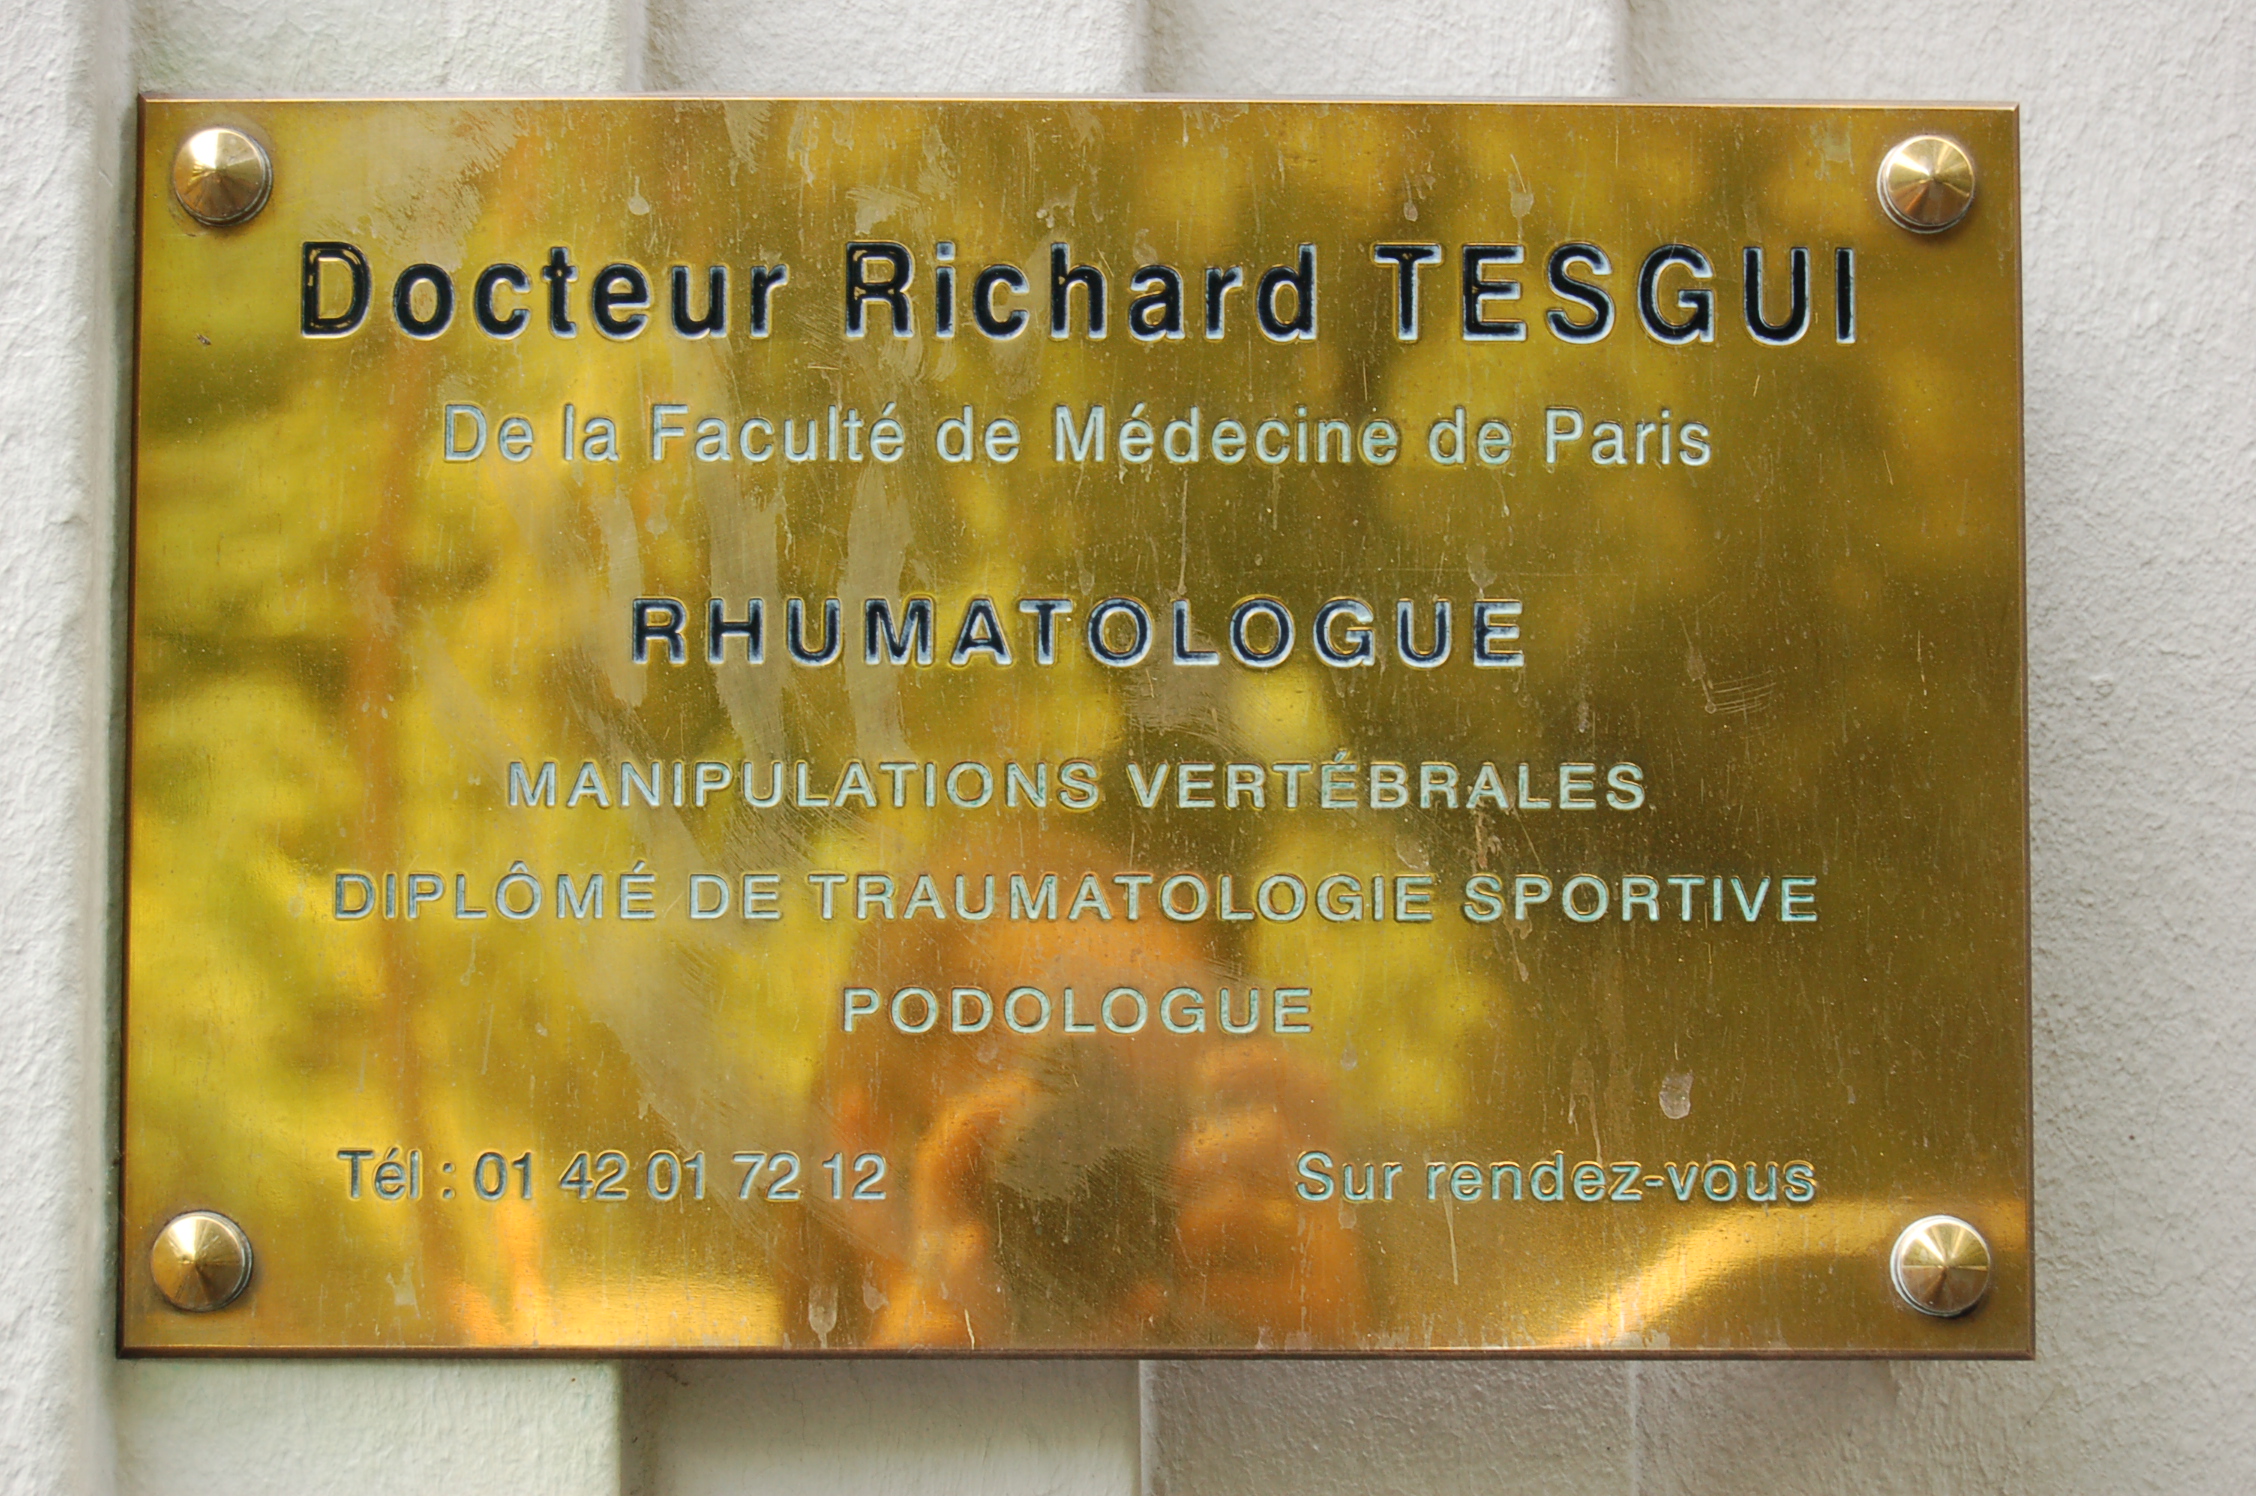 Docteur Richard TESGUI
De la Faculté de Médecine de Paris
RHUMATOLOGUE
MANIPULATIONS VERTÉBRALES
DIPLÔMÉ DE TRAUMATOLOGIE SPORTIVE
PODOLOGUE
Tél : 01 42 01 72 12 Sur rendez-vous